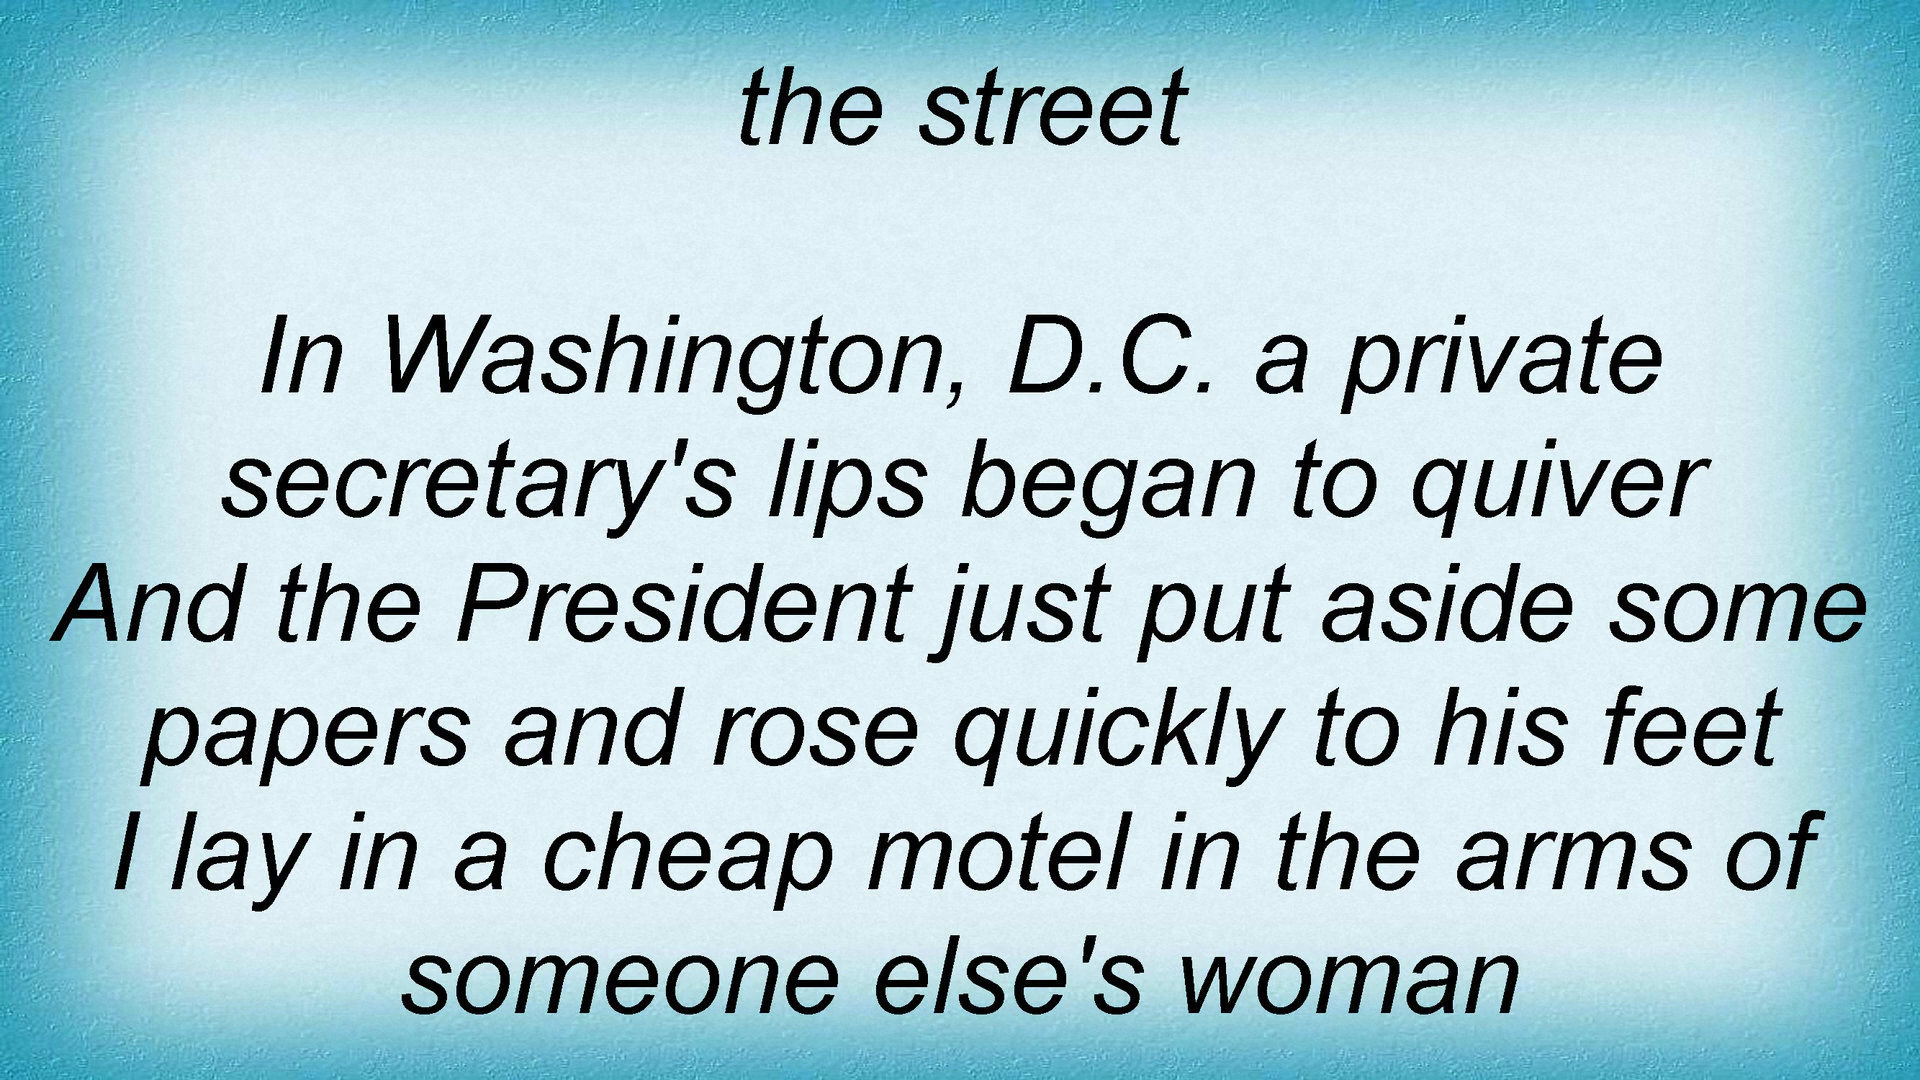 the street
In Washington, D.C. a private
secretary's lips began to quiver
And the President just put aside some
papers and rose quickly to his feet
I lay in a cheap motel in the arms of
someone else's woman